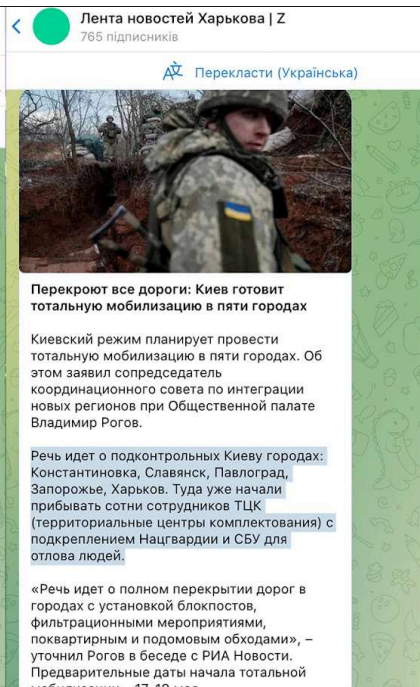 Лента новостей Харькова | Z
765 підписників
Перекласти (Українська)
Перекроют все дороги: Киев готовит
тотальную мобилизацию в пяти городах
Киевский режим планирует провести
тотальную мобилизацию в пяти городах. Об
этом заявил сопредседатель
координационного совета по интеграции
новых регионов при Общественной палате
Владимир Рогов.
Речь идет о подконтрольных Киеву городах:
Константиновка, Славянск, Павлоград,
Запорожье, Харьков. Туда уже начали
прибывать сотни сотрудников ТЦК
(территориальные центры комплектования) с
подкреплением Нацгвардии и СБУ для
отлова людей.
«Речь идет о полном перекрытии дорог в
городах с установкой блокпостов,
фильтрационными мероприятиями,
поквартирным и подомовым обходами», –
уточнил Рогов в беседе с РИА Новости.
Предварительные даты начала тотальной